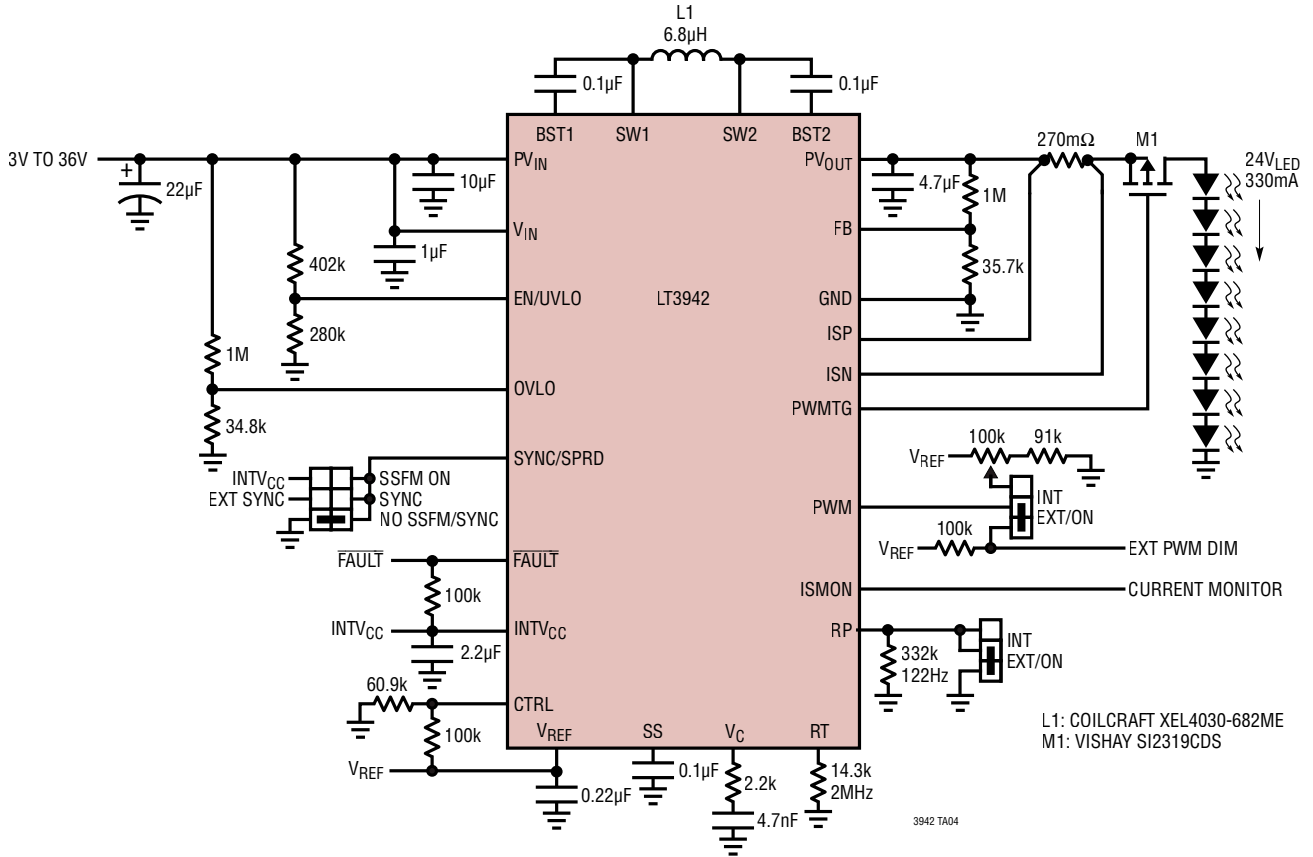 L1
6.8µH
0.1µF
0.1µF
BST1
SW1
SW2
BST2
3V TO 36V
+
22µF
10µF
PVIN
PVOUT
4.7µF
1M
270mΩ
M1
24VLED
330mA
VIN
1µF
FB
402k
35.7k
EN/UVLO
LT3942
GND
280k
ISP
1M
ISN
OVLO
PWMTG
34.8k
SYNC/SPRD
INTVCC
SSFM ON
EXT SYNC
SYNC
NO SSFM/SYNC
VREF
100k
91k
PWM
INT
EXT/ON
VREF
100k
EXT PWM DIM
FAULT
FAULT
100k
ISMON
CURRENT MONITOR
INTVCC
INTVCC
2.2µF
RP
332k
122Hz
INT
EXT/ON
60.9k
CTRL
100k
VREF
VREF
0.22µF
SS
0.1µF
VC
2.2k
4.7nF
RT
14.3k
2MHz
L1: COILCRAFT XEL4030-682ME
M1: VISHAY SI2319CDS
3942 TA04